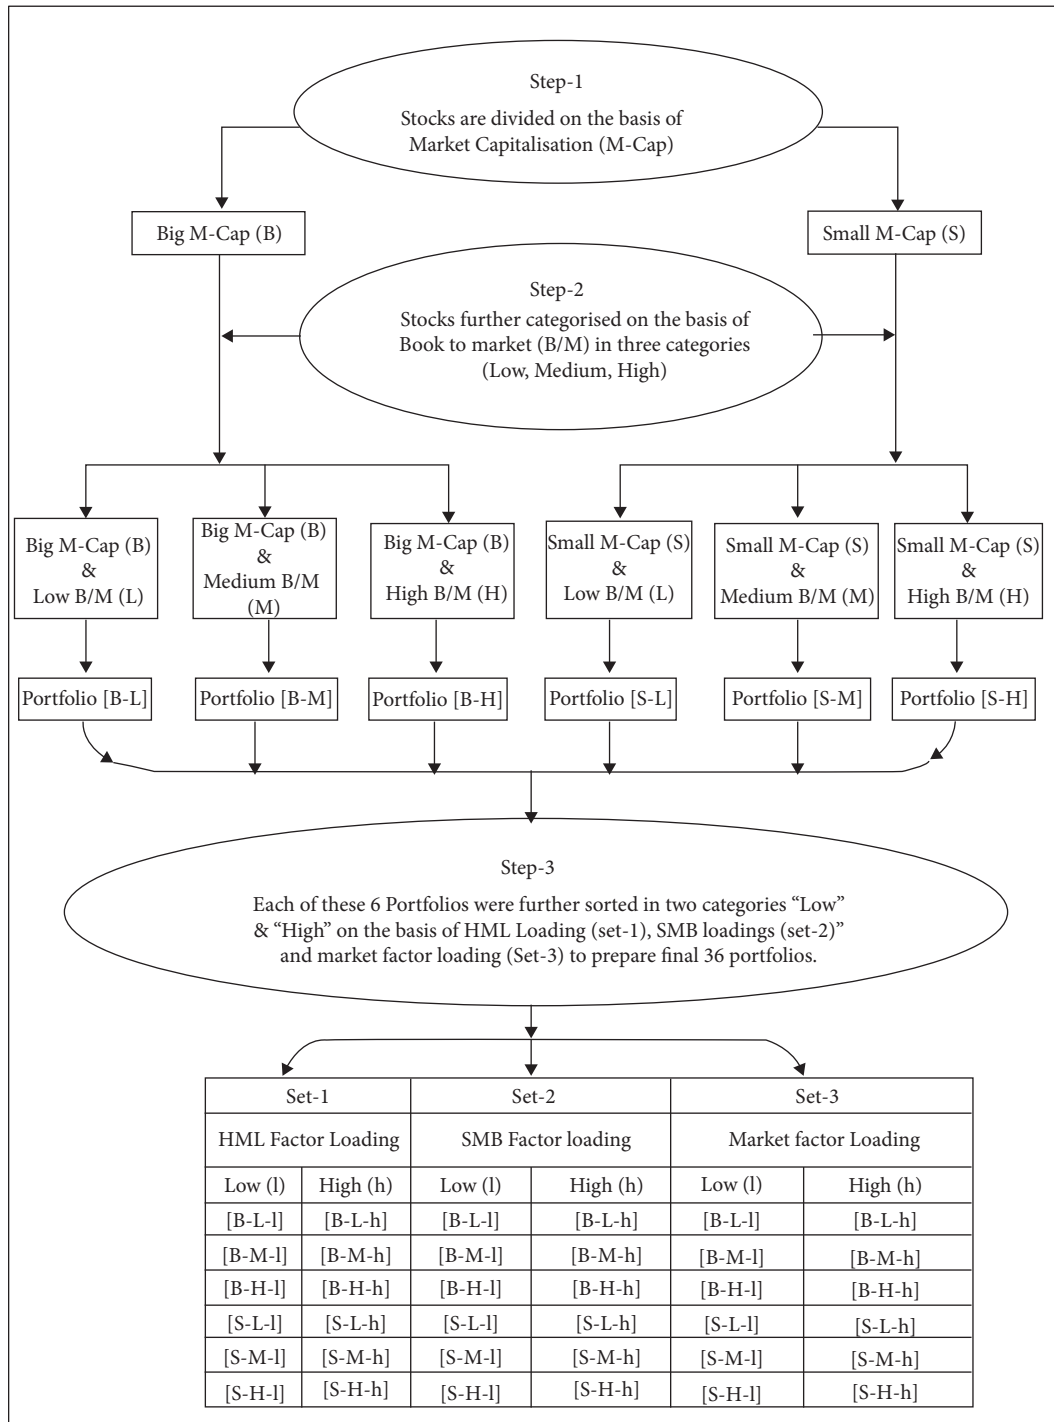 Step-1
Stocks are divided on the basis of
Market Capitalisation (M-Cap)
Big M-Cap (B)
Small M-Cap (S)
Step-2
Stocks further categorised on the basis of
Book to market (B/M) in three categories
(Low, Medium, High)
Big M-Cap (B)
&
Low B/M (L)
Big M-Cap (B)
&
Medium B/M
(M)
Big M-Cap (B)
&
High B/M (H)
Small M-Cap (S)
&
Low B/M (L)
Small M-Cap (S)
&
Medium B/M (M)
Small M-Cap (S)
&
High B/M (H)
Portfolio [B-L]
Portfolio [B-M]
Portfolio [B-H]
Portfolio [S-L]
Portfolio [S-M]
Portfolio [S-H]
Step-3
Each of these 6 Portfolios were further sorted in two categories “Low”
& “High” on the basis of HML Loading (set-1), SMB loadings (set-2)”
and market factor loading (Set-3) to prepare final 36 portfolios.
Set-1 Set-2 Set-3
HML Factor Loading SMB Factor loading Market factor Loading
Low (l) High (h) Low (l) High (h) Low (l) High (h)
[B-L-l] [B-L-h] [B-L-l] [B-L-h] [B-L-l] [B-L-h]
[B-M-l] [B-M-h] [B-M-l] [B-M-h] [B-M-l] [B-M-h]
[B-H-l] [B-H-h] [B-H-l] [B-H-h] [B-H-l] [B-H-h]
[S-L-l] [S-L-h] [S-L-l] [S-L-h] [S-L-l] [S-L-h]
[S-M-l] [S-M-h] [S-M-l] [S-M-h] [S-M-l] [S-M-h]
[S-H-l] [S-H-h] [S-H-l] [S-H-h] [S-H-l] [S-H-h]